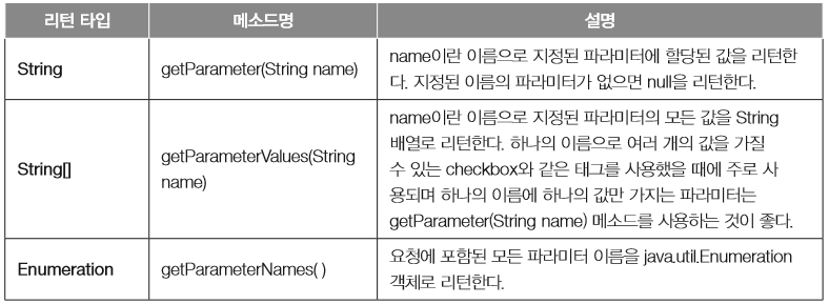 리턴 타입 메소드명 설명
String getParameter(String name) name이란 이름으로 지정된 파라미터에 할당된 값을 리턴한
다. 지정된 이름의 파라미터가 없으면 null을 리턴한다.
String[] getParameterValues(String
name)
name이란 이름으로 지정된 파라미터의 모든 값을 String
배열로 리턴한다. 하나의 이름으로 여러 개의 값을 가질
수 있는 checkbox와 같은 태그를 사용했을 때에 주로 사
용되며 하나의 이름에 하나의 값만 가지는 파라미터는
getParameter(String name) 메소드를 사용하는 것이 좋다.
Enumeration getParameterNames( ) 요청에 포함된 모든 파라미터 이름을 java.util.Enumeration
객체로 리턴한다.